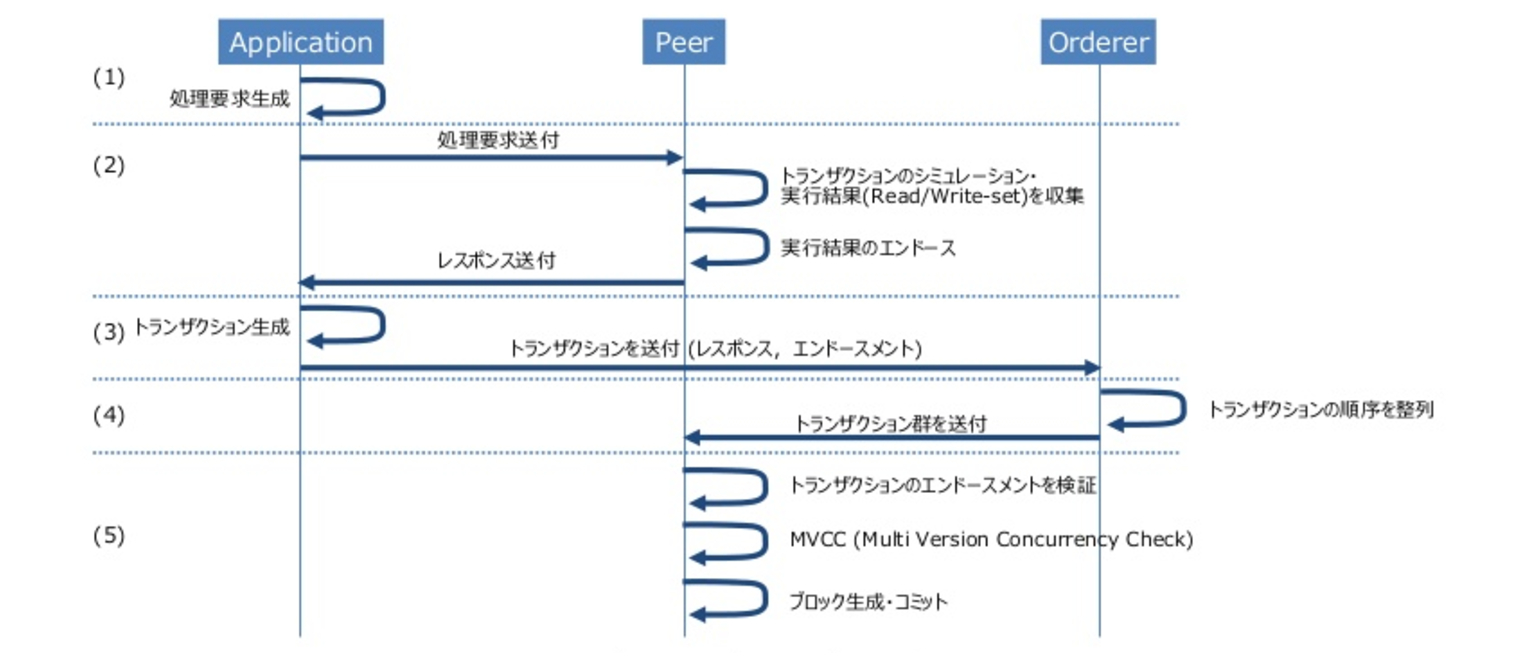 Application
Peer
Orderer
(1)
処理要求生成
処理要求送付
(2)
トランザクションのシミュレーション・
実行結果(Read/Write-set)を収集
実行結果のエンドース
レスポンス送付
(3)
トランザクション生成
トランザクションを送付 (レスポンス, エンドースメント)
(4)
トランザクションの順序を整列
トランザクション群を送付
トランザクションのエンドースメントを検証
(5)
MVCC (Multi Version Concurrency Check)
ブロック生成・コミット